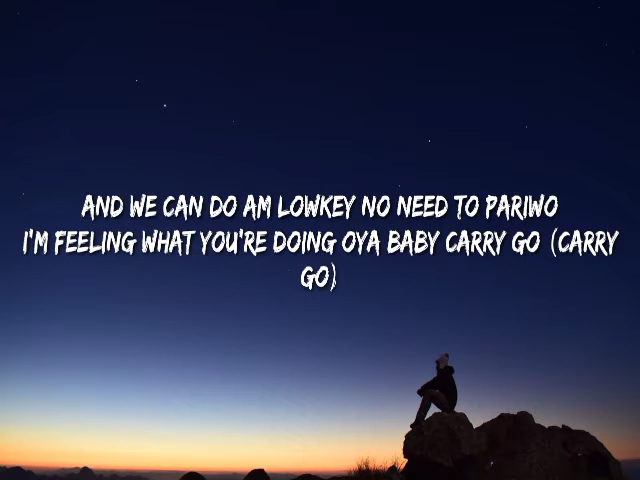 AND WE CAN DO AM LOWKEY NO NEED TO PARIWO
I'M FEELING WHAT YOU'RE DOING OYA BABY CARRY GO (CARRY
GO)